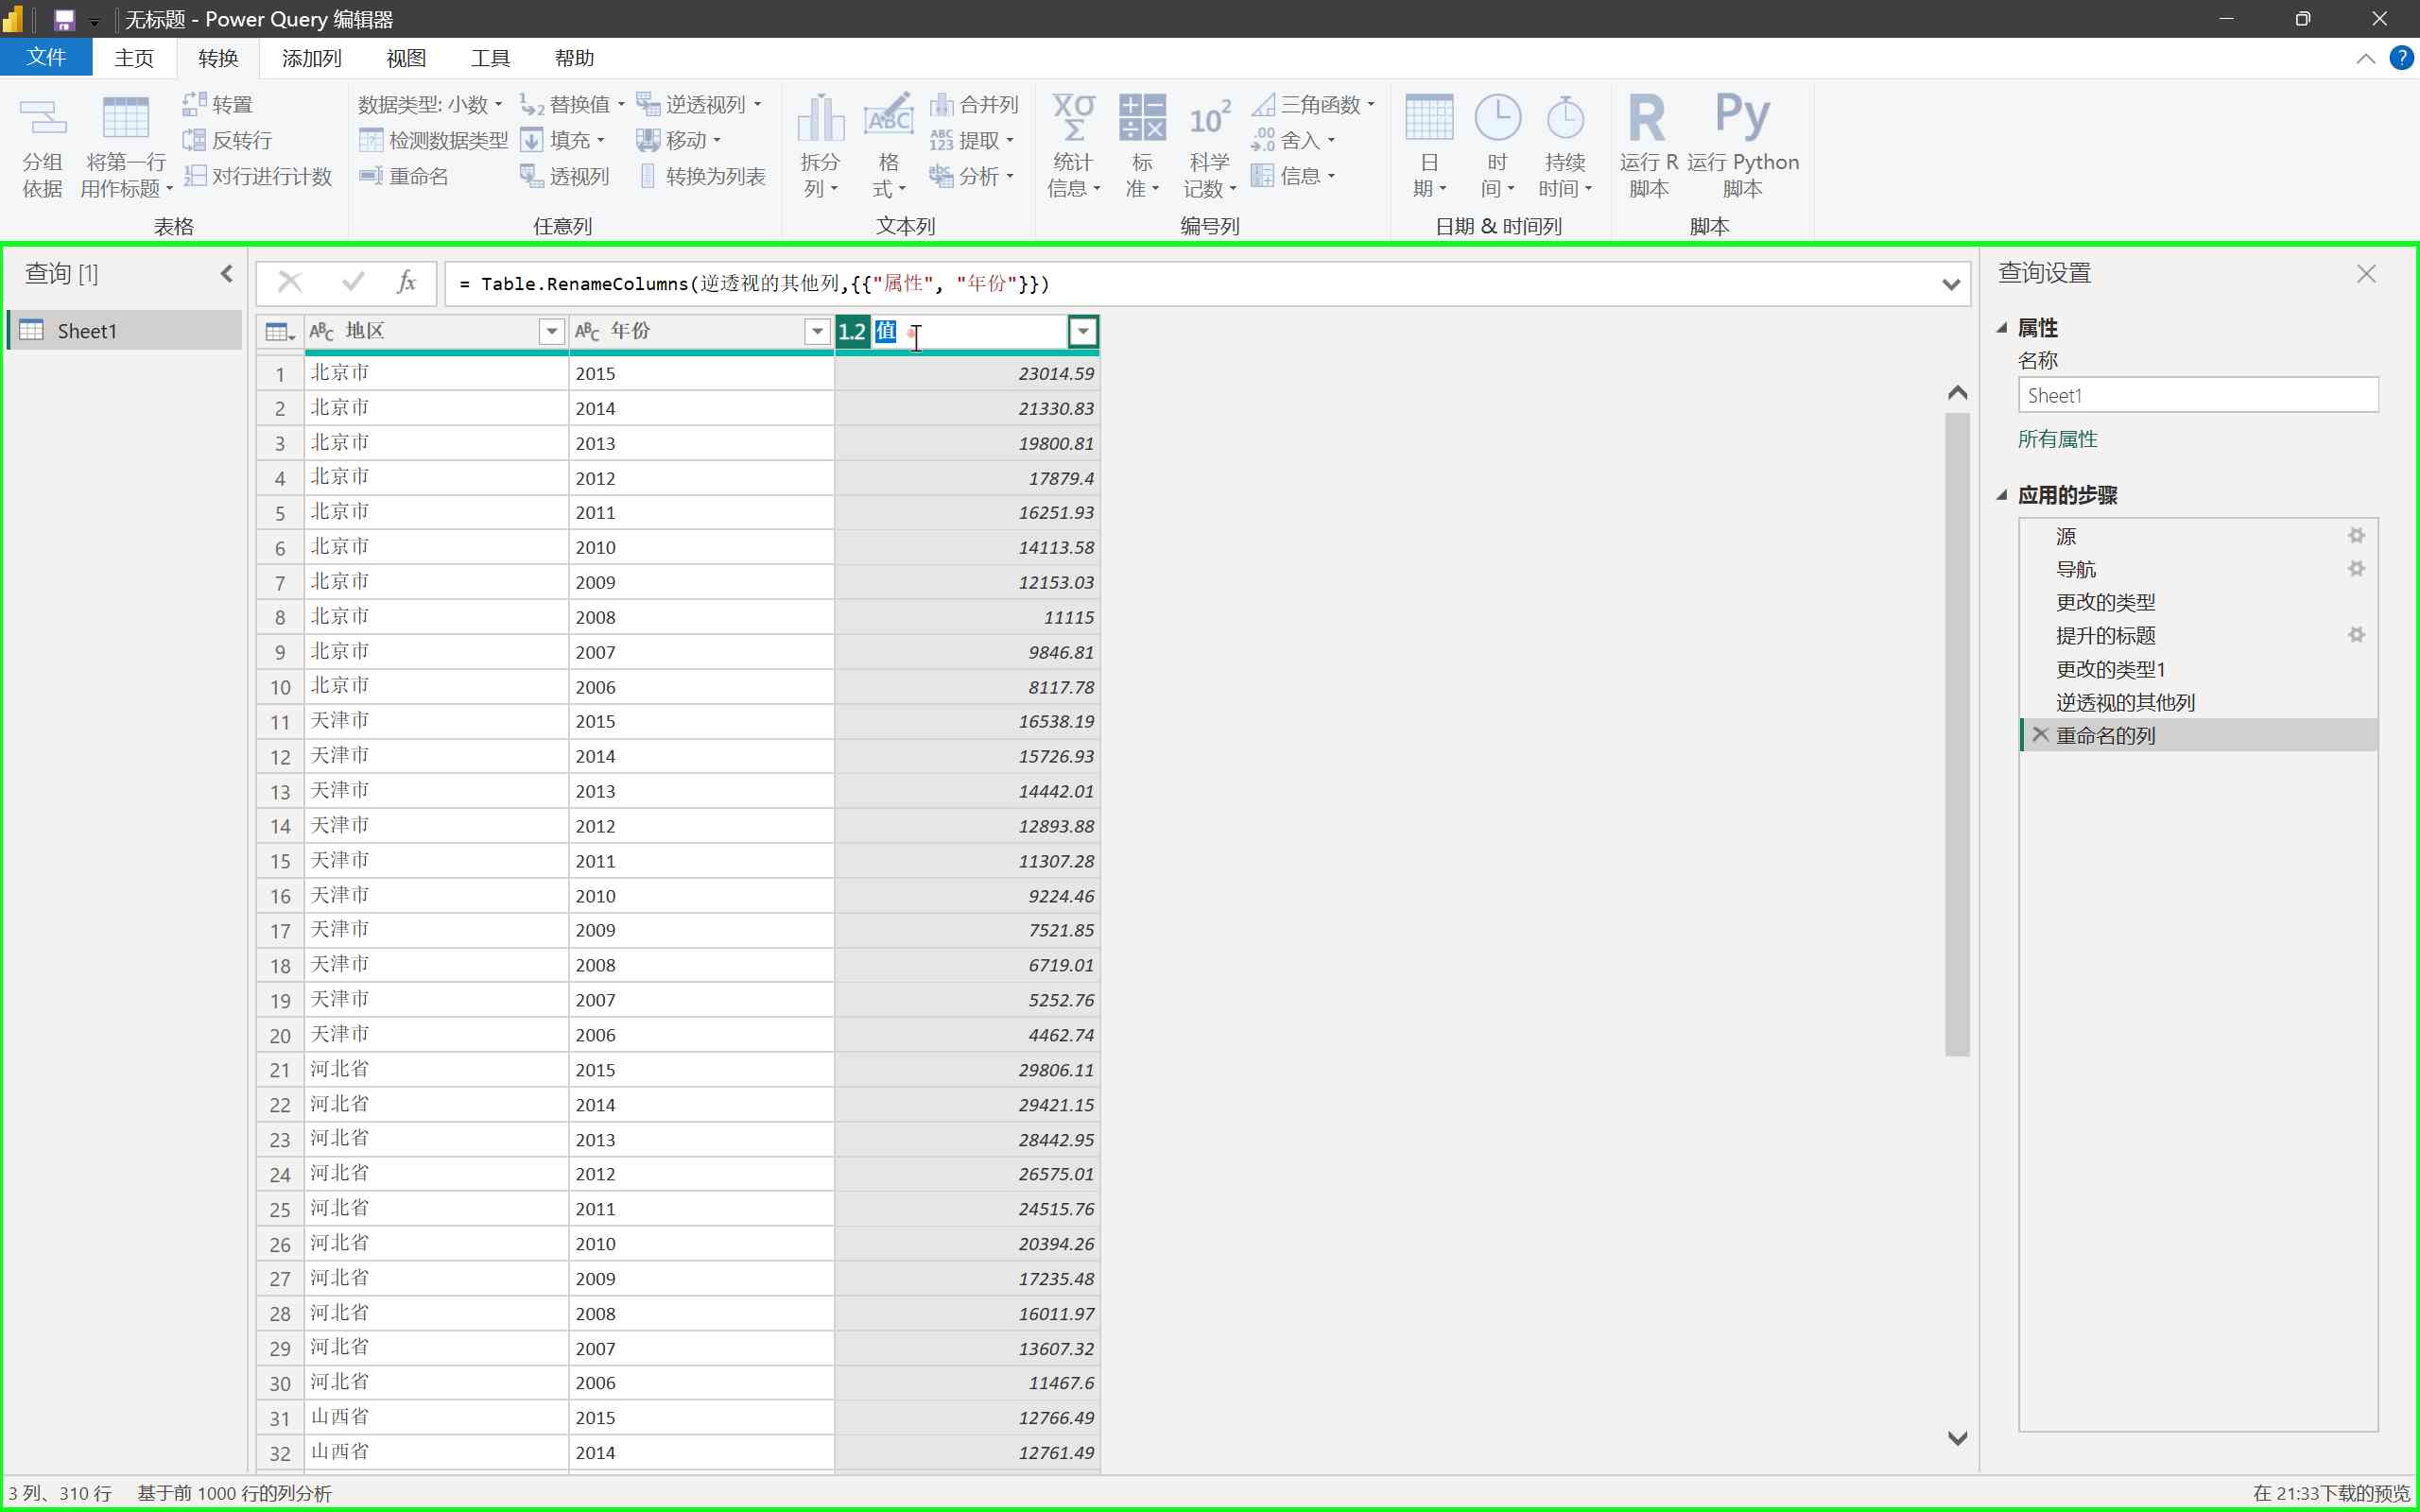 无标题 - Power Query 编辑器
文件 主页 转换 添加列 视图 工具 帮助
分组依据 将第一行用作标题 转置 反转行 对行进行计数
数据类型: 小数 检测数据类型 重命名 替换值 填充 透视列 逆透视列 移动 转换为列表
拆分列 格式 合并列 提取 分析
统计信息 标准 科学记数 三角函数 舍入 信息
日期 时间 持续时间
运行 R 脚本 运行 Python 脚本
表格 任意列 文本列 编号列 日期 & 时间列 脚本
查询 [1]
Sheet1
= Table.RenameColumns(逆透视的其他列,{{"属性", "年份"}})
地区 年份 1.2 值
1 北京市 2015 23014.59
2 北京市 2014 21330.83
3 北京市 2013 19800.81
4 北京市 2012 17879.4
5 北京市 2011 16251.93
6 北京市 2010 14113.58
7 北京市 2009 12153.03
8 北京市 2008 11115
9 北京市 2007 9846.81
10 北京市 2006 8117.78
11 天津市 2015 16538.19
12 天津市 2014 15726.93
13 天津市 2013 14442.01
14 天津市 2012 12893.88
15 天津市 2011 11307.28
16 天津市 2010 9224.46
17 天津市 2009 7521.85
18 天津市 2008 6719.01
19 天津市 2007 5252.76
20 天津市 2006 4462.74
21 河北省 2015 29806.11
22 河北省 2014 29421.15
23 河北省 2013 28442.95
24 河北省 2012 26575.01
25 河北省 2011 24515.76
26 河北省 2010 20394.26
27 河北省 2009 17235.48
28 河北省 2008 16011.97
29 河北省 2007 13607.32
30 河北省 2006 11467.6
31 山西省 2015 12766.49
32 山西省 2014 12761.49
查询设置
属性
名称
Sheet1
所有属性
应用的步骤
源
导航
更改的类型
提升的标题
更改的类型1
逆透视的其他列
重命名的列
3 列、310 行 基于前 1000 行的列分析
在 21:33下载的预览